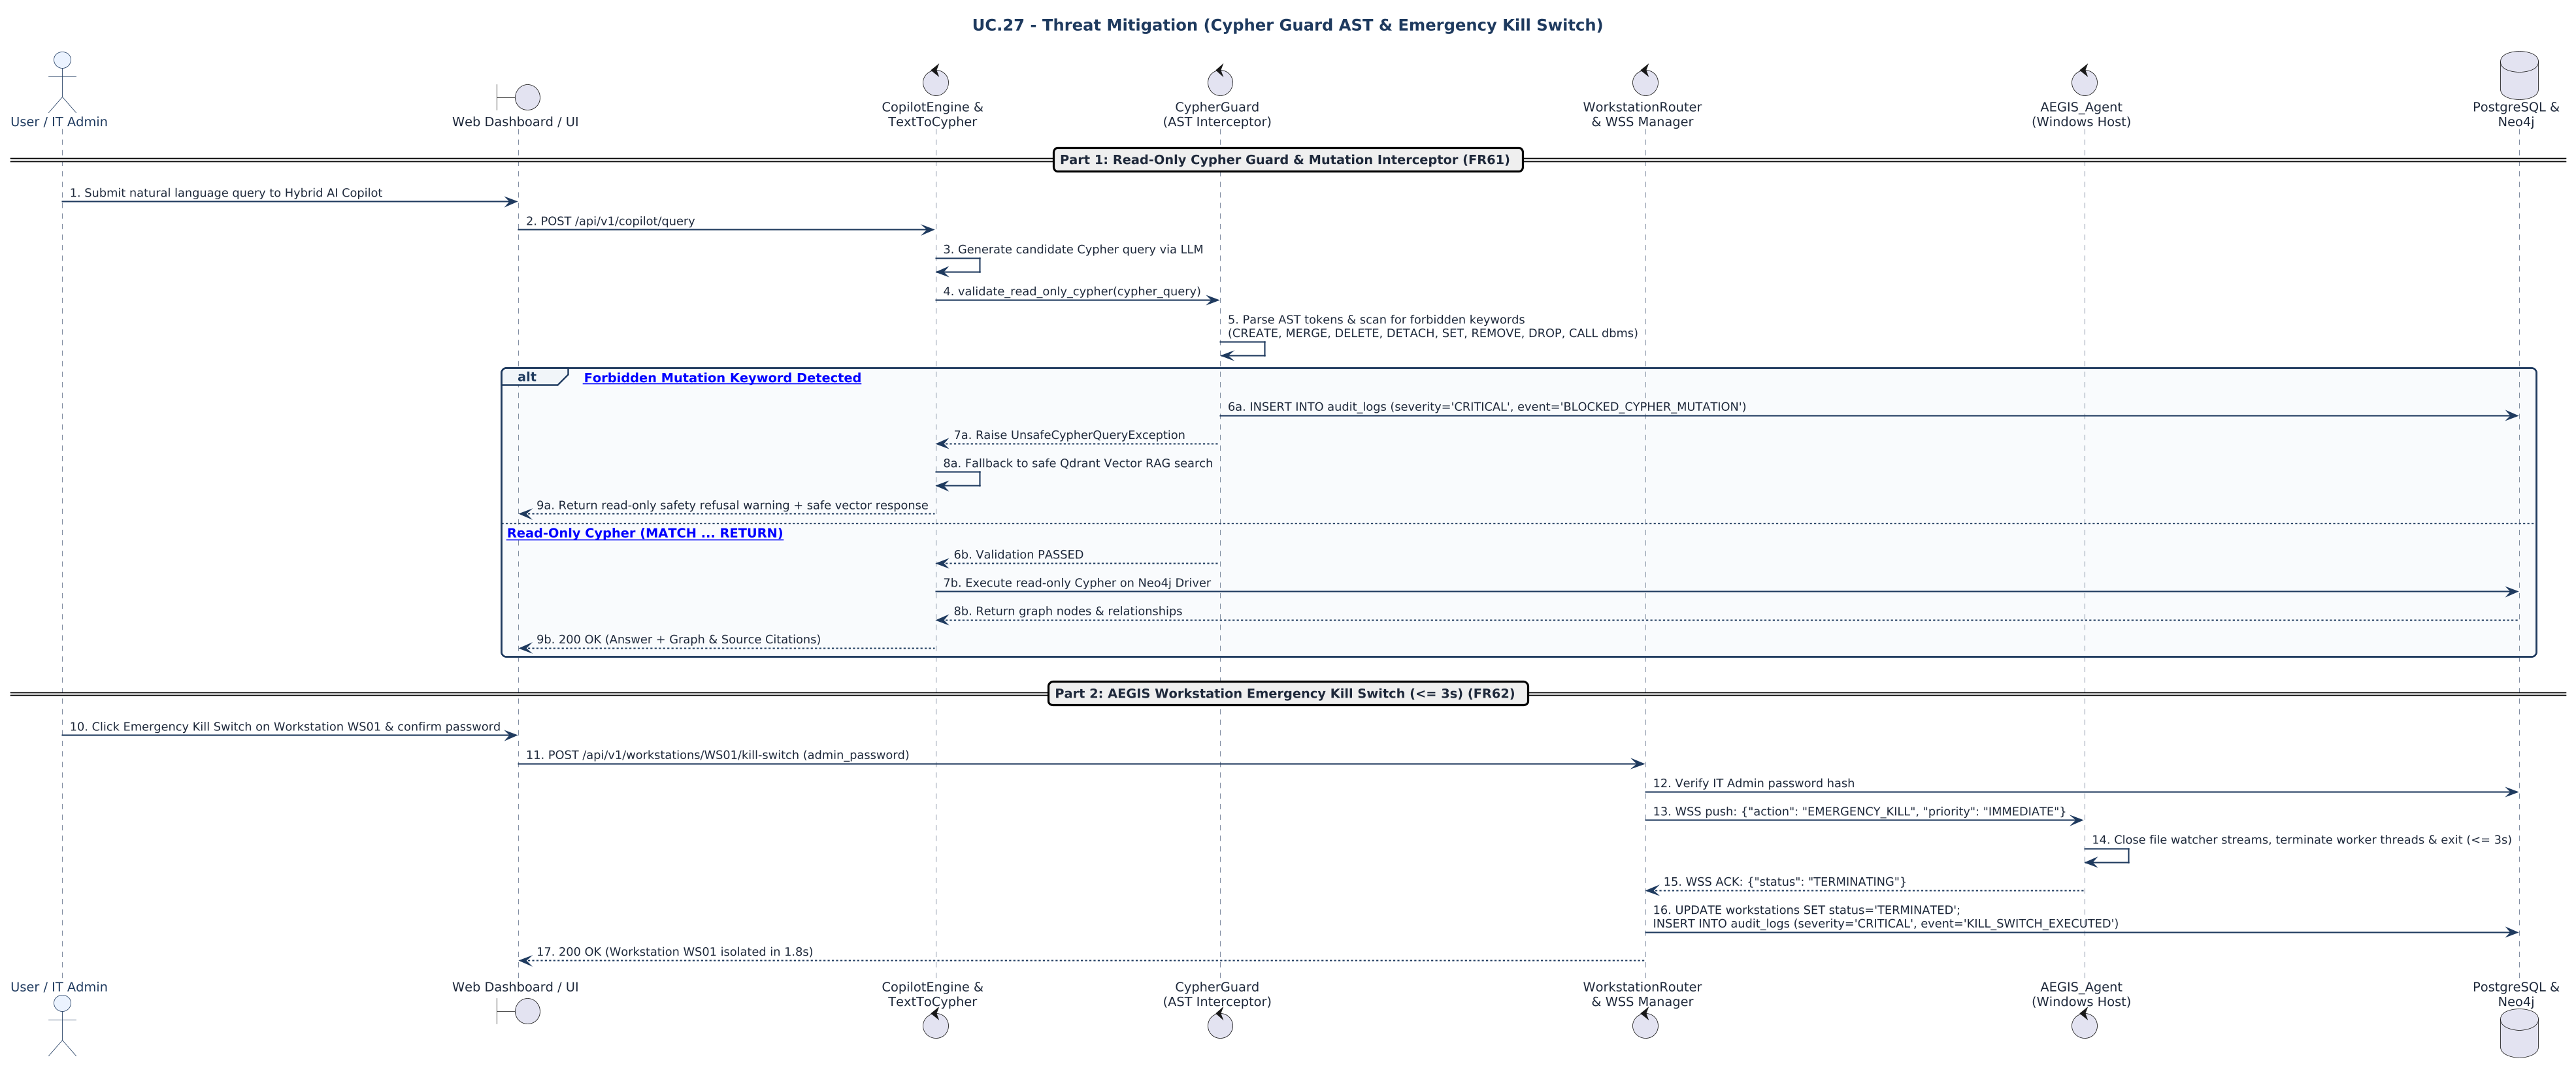 UC.27 - Threat Mitigation (Cypher Guard AST & Emergency Kill Switch)
User / IT Admin
Web Dashboard / UI
CopilotEngine &
TextToCypher
CypherGuard
(AST Interceptor)
WorkstationRouter
& WSS Manager
AEGIS_Agent
(Windows Host)
PostgreSQL &
Neo4j
Part 1: Read-Only Cypher Guard & Mutation Interceptor (FR61)
1. Submit natural language query to Hybrid AI Copilot
2. POST /api/v1/copilot/query
3. Generate candidate Cypher query via LLM
4. validate_read_only_cypher(cypher_query)
5. Parse AST tokens & scan for forbidden keywords
(CREATE, MERGE, DELETE, DETACH, SET, REMOVE, DROP, CALL dbms)
alt
Forbidden Mutation Keyword Detected
6a. INSERT INTO audit_logs (severity='CRITICAL', event='BLOCKED_CYPHER_MUTATION')
7a. Raise UnsafeCypherQueryException
8a. Fallback to safe Qdrant Vector RAG search
9a. Return read-only safety refusal warning + safe vector response
Read-Only Cypher (MATCH ... RETURN)
6b. Validation PASSED
7b. Execute read-only Cypher on Neo4j Driver
8b. Return graph nodes & relationships
9b. 200 OK (Answer + Graph & Source Citations)
Part 2: AEGIS Workstation Emergency Kill Switch (<= 3s) (FR62)
10. Click Emergency Kill Switch on Workstation WS01 & confirm password
11. POST /api/v1/workstations/WS01/kill-switch (admin_password)
12. Verify IT Admin password hash
13. WSS push: {"action": "EMERGENCY_KILL", "priority": "IMMEDIATE"}
14. Close file watcher streams, terminate worker threads & exit (<= 3s)
15. WSS ACK: {"status": "TERMINATING"}
16. UPDATE workstations SET status='TERMINATED';
INSERT INTO audit_logs (severity='CRITICAL', event='KILL_SWITCH_EXECUTED')
17. 200 OK (Workstation WS01 isolated in 1.8s)
User / IT Admin
Web Dashboard / UI
CopilotEngine &
TextToCypher
CypherGuard
(AST Interceptor)
WorkstationRouter
& WSS Manager
AEGIS_Agent
(Windows Host)
PostgreSQL &
Neo4j